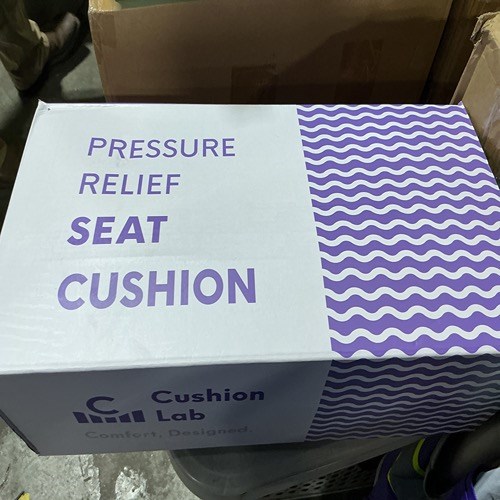 PRESSURE
RELIEF
SEAT
CUSHION
C Cushion
Lab
Comfort, Designed.